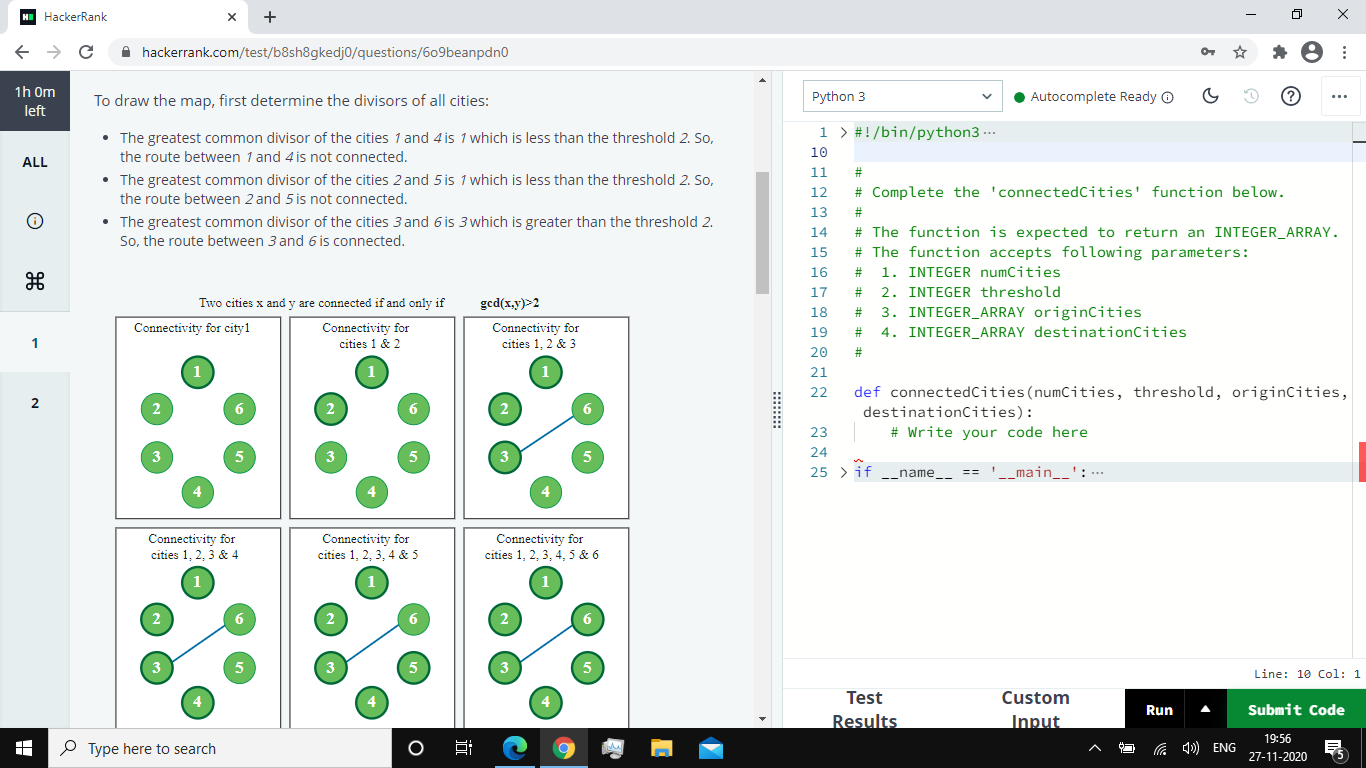 HackerRank
hackerrank.com/test/b8sh8gkedj0/questions/6o9beanpdn0
1h 0m
left
ALL
1
2
To draw the map, first determine the divisors of all cities:
• The greatest common divisor of the cities 1 and 4 is 1 which is less than the threshold 2. So,
the route between 1 and 4 is not connected.
• The greatest common divisor of the cities 2 and 5 is 1 which is less than the threshold 2. So,
the route between 2 and 5 is not connected.
• The greatest common divisor of the cities 3 and 6 is 3 which is greater than the threshold 2.
So, the route between 3 and 6 is connected.
Two cities x and y are connected if and only if gcd(x,y)>2
Connectivity for city1
1
2 6
3 5
4
Connectivity for
cities 1 & 2
1
2 6
3 5
4
Connectivity for
cities 1, 2 & 3
1
2 6
3 5
4
Connectivity for
cities 1, 2, 3 & 4
1
2 6
3 5
4
Connectivity for
cities 1, 2, 3, 4 & 5
1
2 6
3 5
4
Connectivity for
cities 1, 2, 3, 4, 5 & 6
1
2 6
3 5
4
Python 3
Autocomplete Ready
1 #!/bin/python3 ...
10
11 #
12 # Complete the 'connectedCities' function below.
13 #
14 # The function is expected to return an INTEGER_ARRAY.
15 # The function accepts following parameters:
16 #  1. INTEGER numCities
17 #  2. INTEGER threshold
18 #  3. INTEGER_ARRAY originCities
19 #  4. INTEGER_ARRAY destinationCities
20 #
21
22 def connectedCities(numCities, threshold, originCities,
destinationCities):
23     # Write your code here
24
25 if __name__ == '__main__': ...
Line: 10 Col: 1
Test
Results
Custom
Input
Run
Submit Code
Type here to search
ENG
19:56
27-11-2020
5